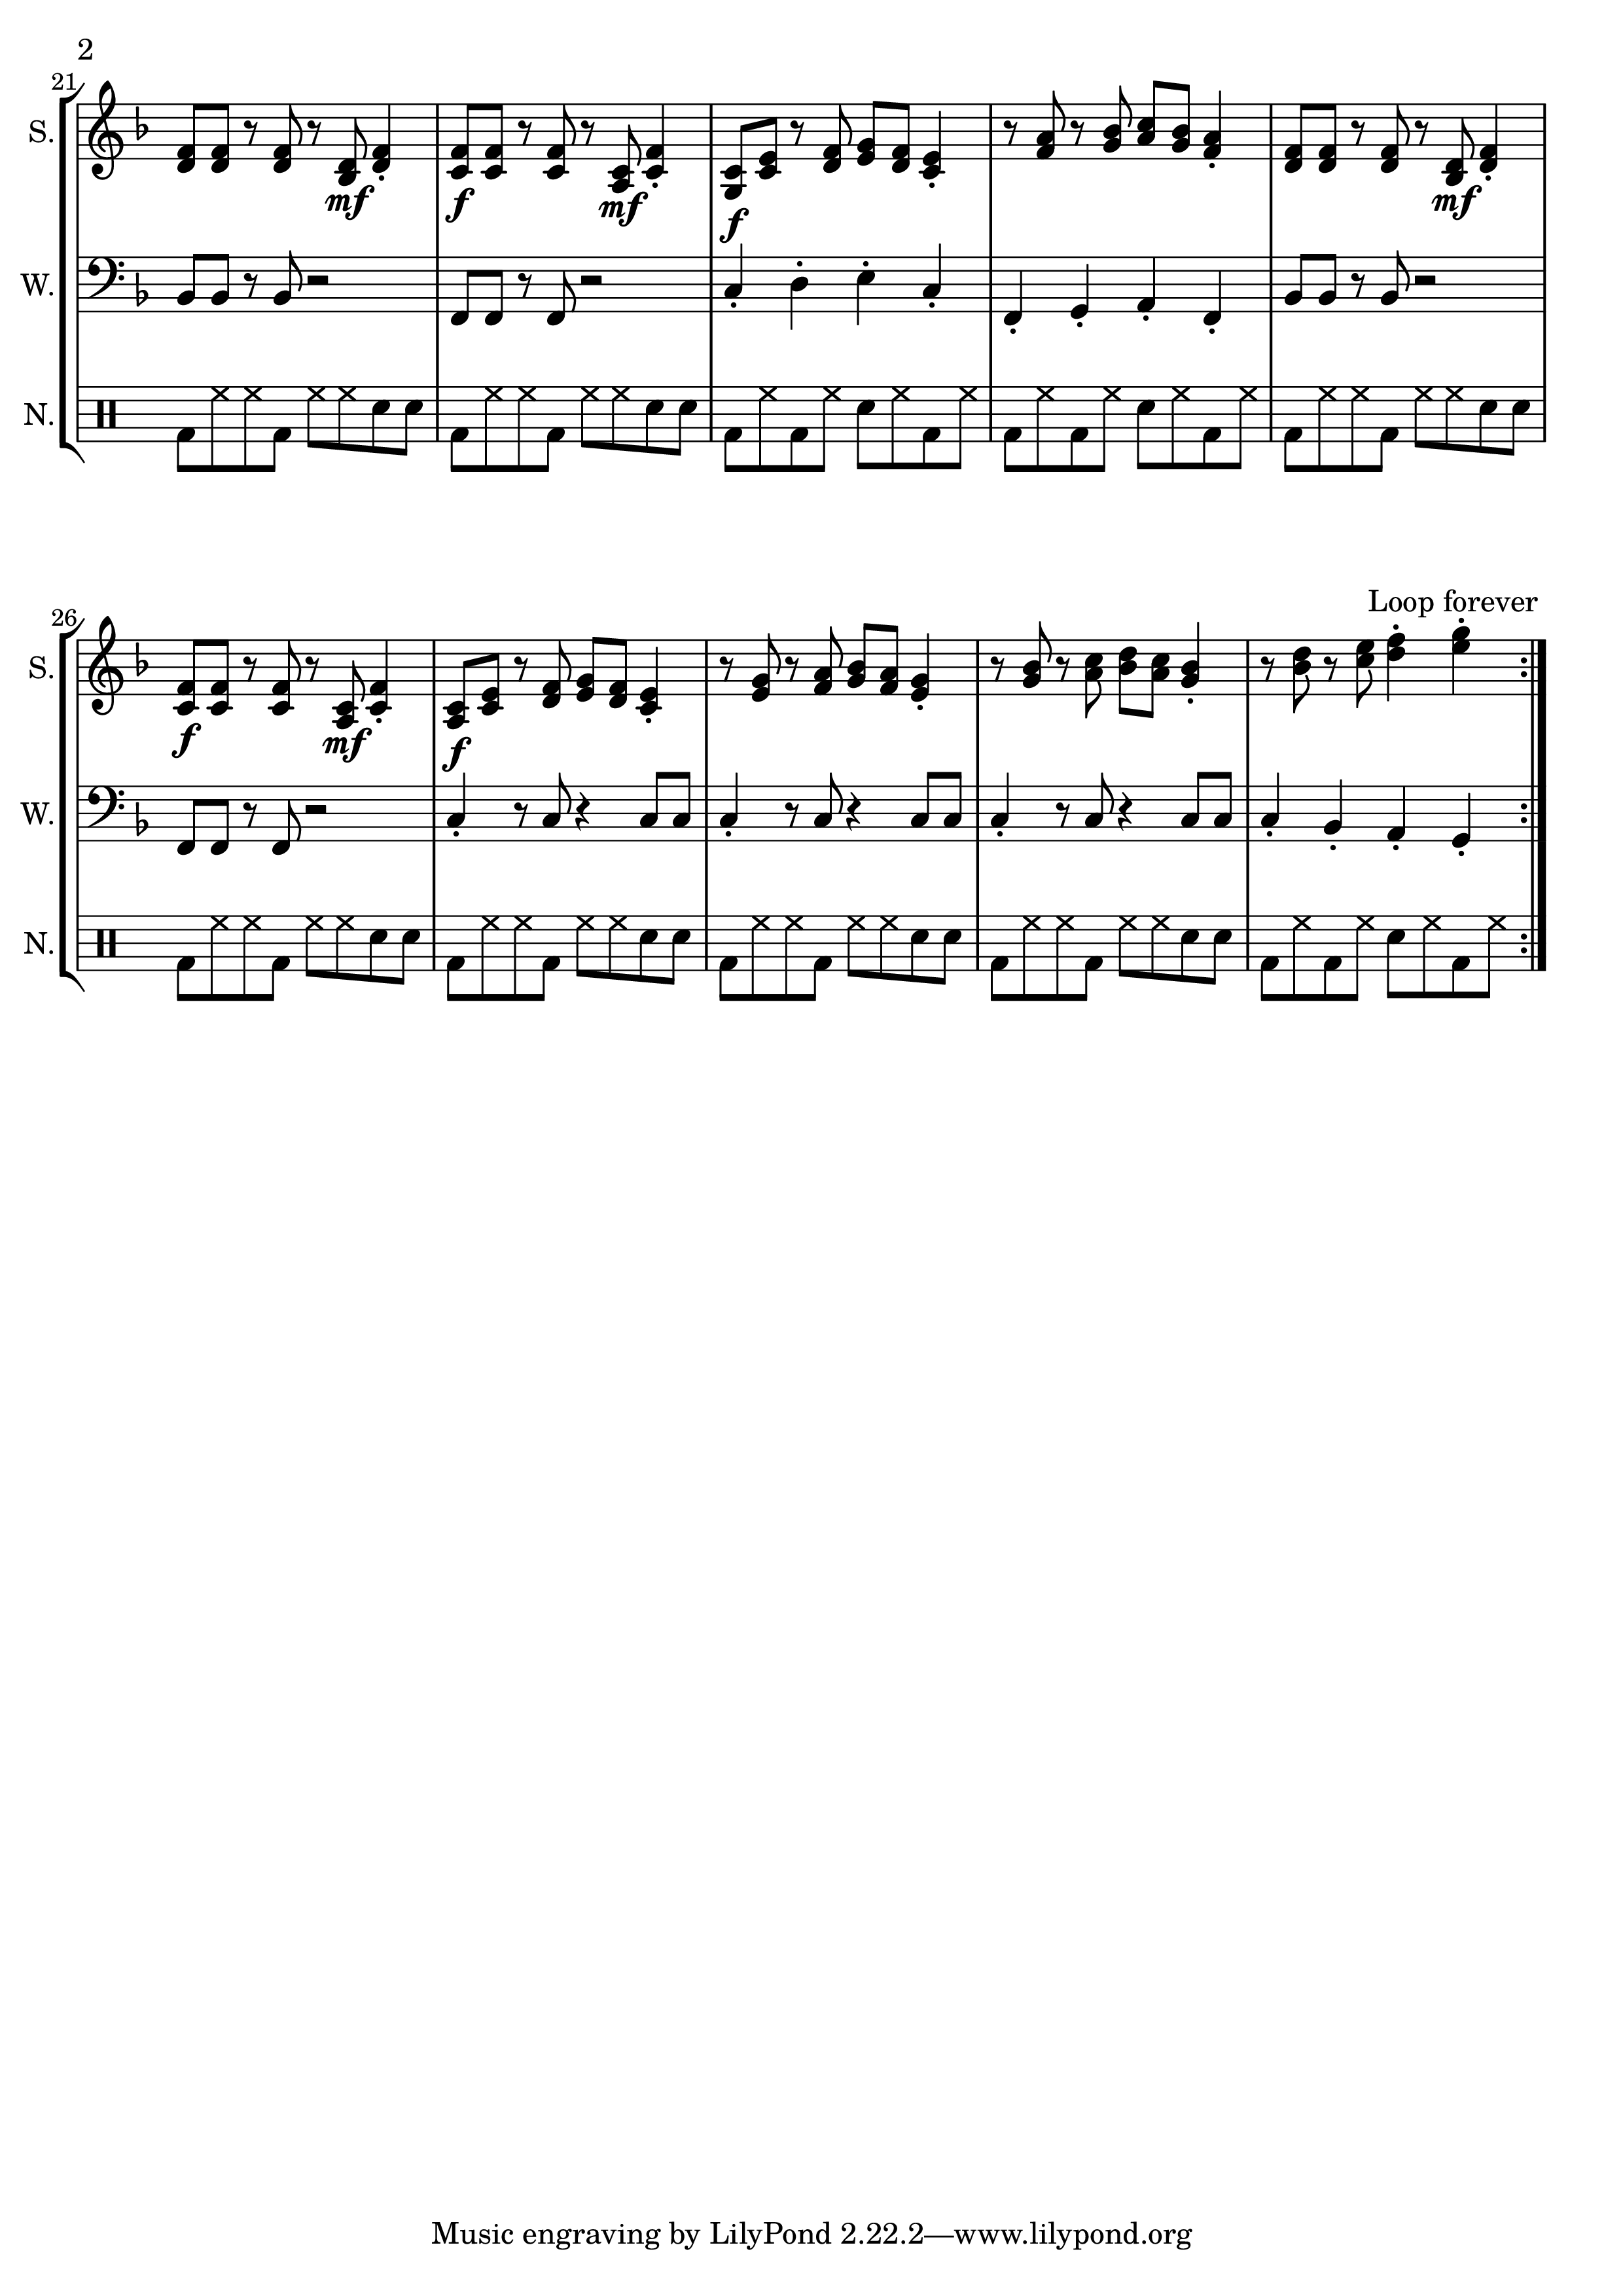 2
21
S.
mf f mf f mf
W.
N.
Loop forever
26
S.
f mf f
W.
N.
Music engraving by LilyPond 2.22.2—www.lilypond.org